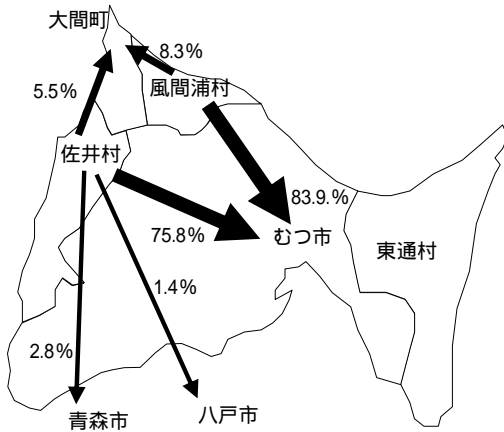 大間町
8.3%
風間浦村
5.5%
佐井村
83.9.%
むつ市
75.8%
東通村
1.4%
2.8%
青森市
八戸市